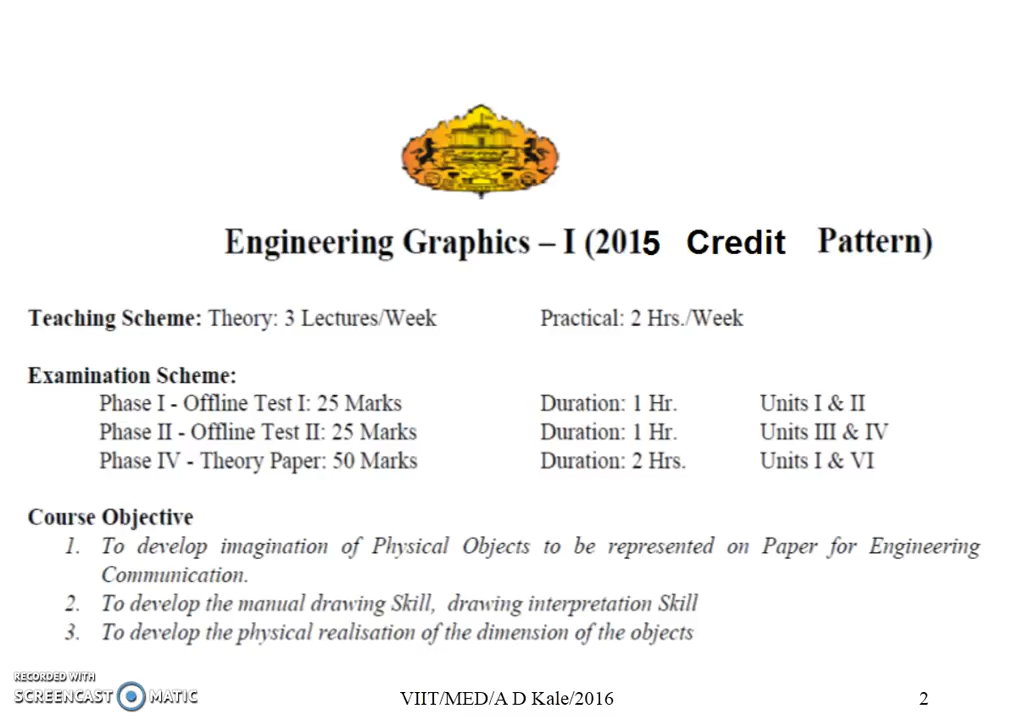 Engineering Graphics – I (2015 Credit Pattern)
Teaching Scheme: Theory: 3 Lectures/Week Practical: 2 Hrs./Week
Examination Scheme:
Phase I - Offline Test I: 25 Marks Duration: 1 Hr. Units I & II
Phase II - Offline Test II: 25 Marks Duration: 1 Hr. Units III & IV
Phase IV - Theory Paper: 50 Marks Duration: 2 Hrs. Units I & VI
Course Objective
1. To develop imagination of Physical Objects to be represented on Paper for Engineering
Communication.
2. To develop the manual drawing Skill, drawing interpretation Skill
3. To develop the physical realisation of the dimension of the objects
RECORDED WITH
SCREENCAST MATIC
VIIT/MED/A D Kale/2016 2